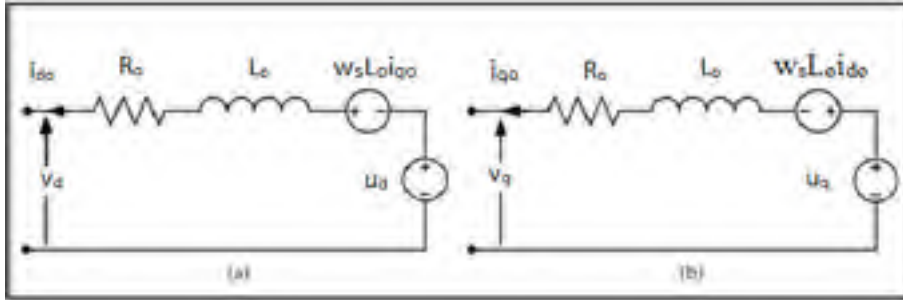 ido Ro Lo wsLoiqo
vd ud
(a)
iqo Ro Lo wsLoido
vq uq
(b)